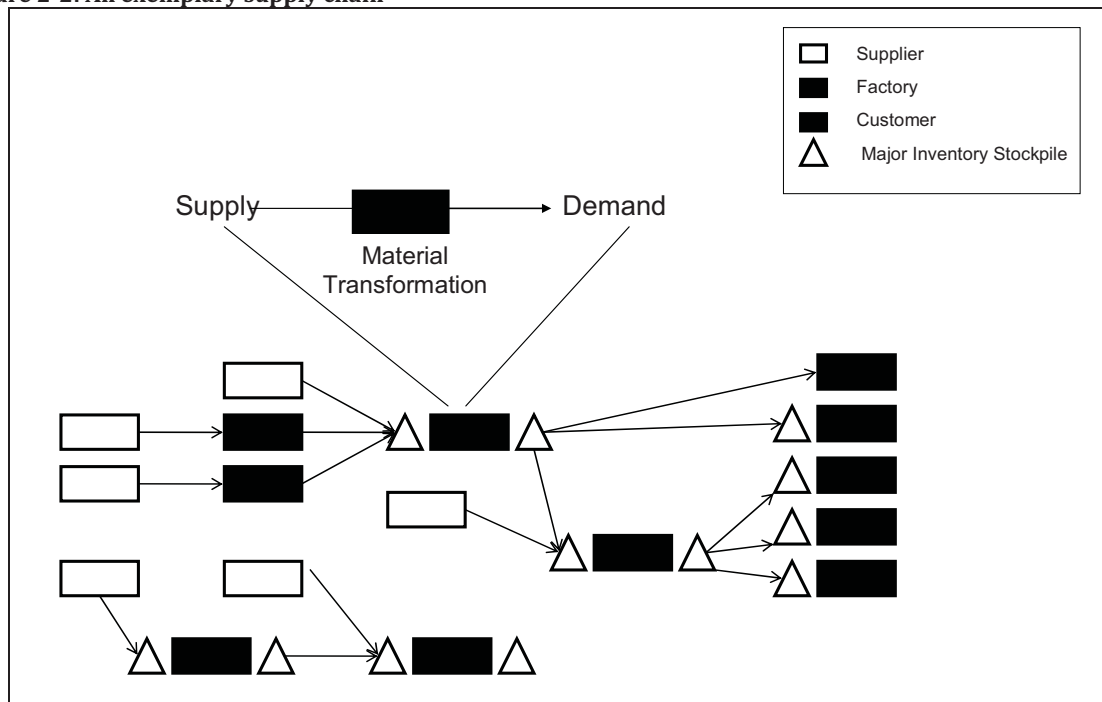 Supplier
Factory
Customer
Major Inventory Stockpile
Supply
Demand
Material
Transformation